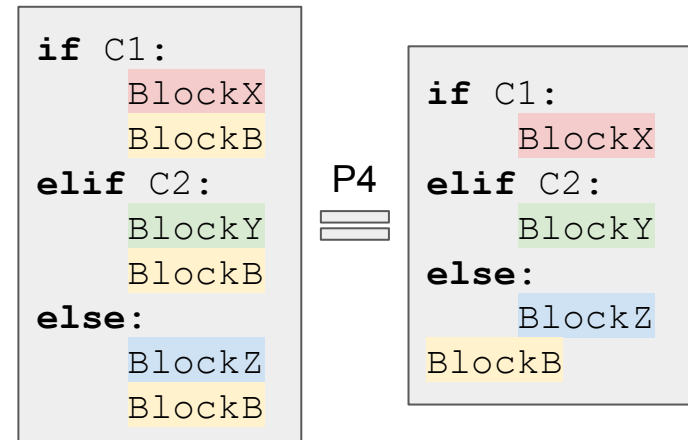 if C1:
BlockX
BlockB
elif C2:
BlockY
BlockB
else:
BlockZ
BlockB
P4
if C1:
BlockX
elif C2:
BlockY
else:
BlockZ
BlockB